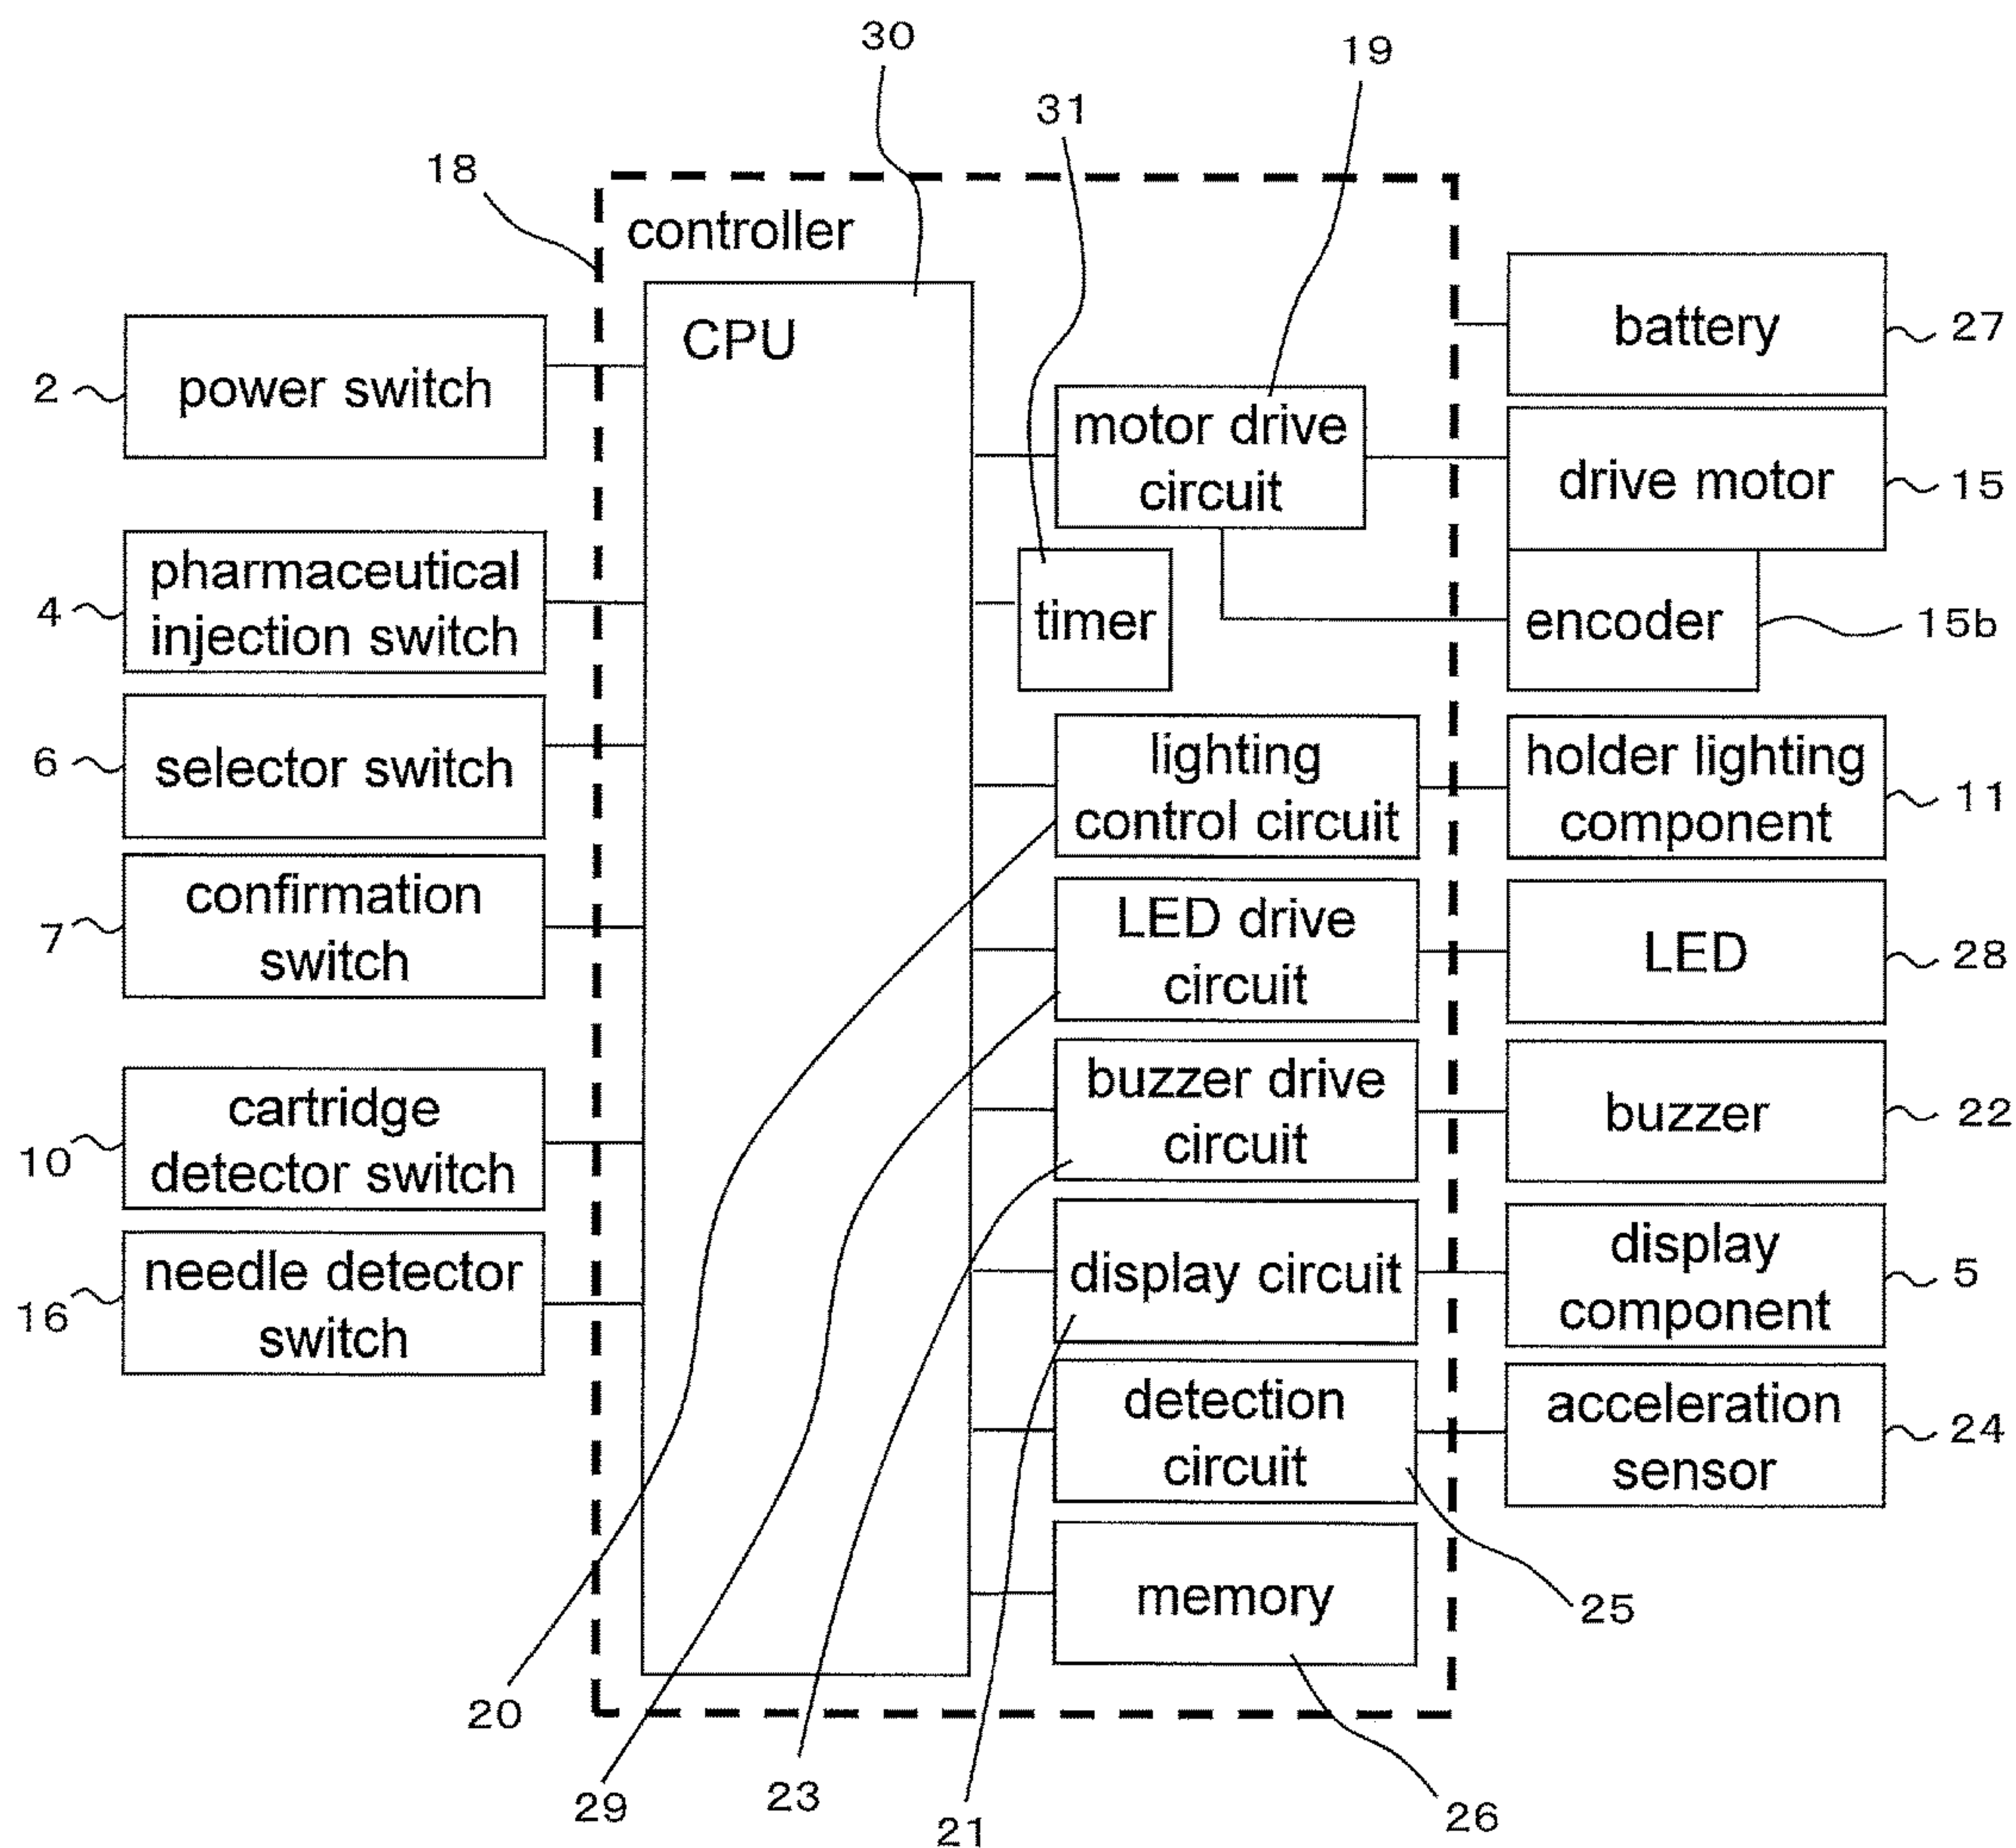 30
19
31
18
controller
CPU
battery
27
2
power switch
motor drive
circuit
drive motor
15
4
pharmaceutical
injection switch
timer
encoder
15b
6
selector switch
lighting
control circuit
holder lighting
component
11
7
confirmation
switch
LED drive
circuit
LED
28
10
cartridge
detector switch
buzzer drive
circuit
buzzer
22
16
needle detector
switch
display circuit
display
component
5
detection
circuit
acceleration
sensor
24
memory
25
20
29
23
21
26